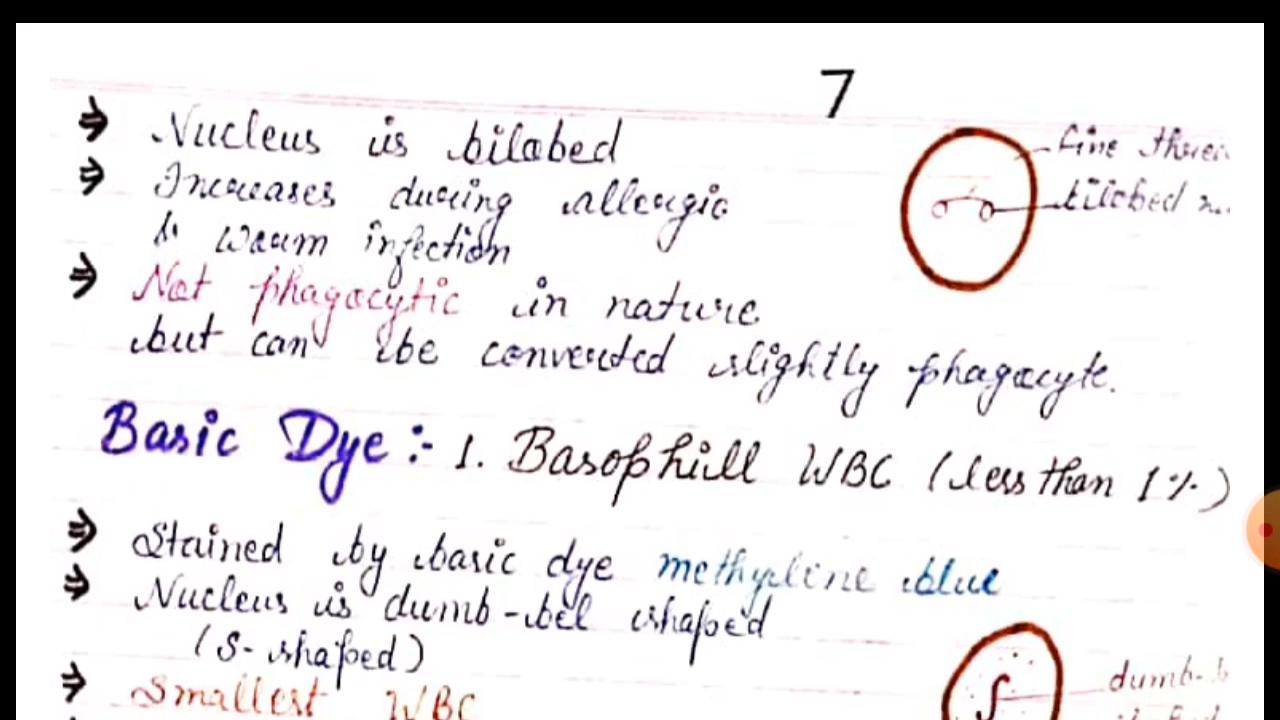 7
⇒ Nucleus is bilobed
⇒ Increases during allergic
& Warm infection
⇒ Not phagocytic in nature
but can be converted slightly phagocyte.
fine threa
bilobed n
Basic Dye :- 1. Basophill WBC (less than 1%)
⇒ Stained by basic dye methyelene blue
⇒ Nucleus is dumb-bel shaped
(S-shaped)
⇒ Smallest WBC
dumb-b